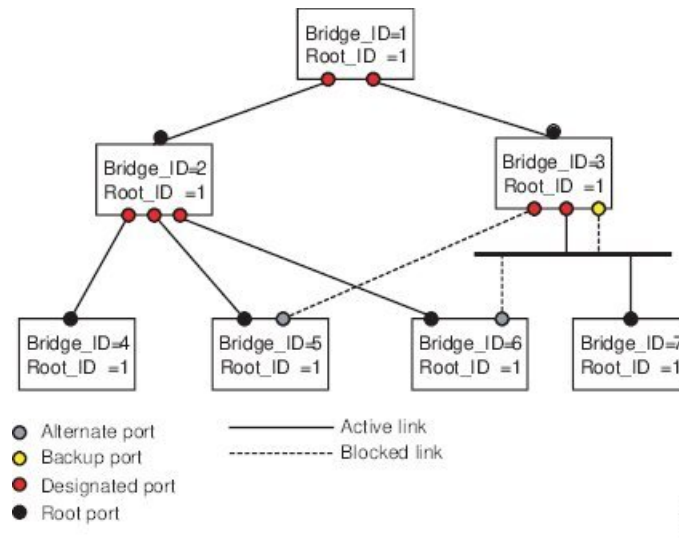 Bridge_ID=1
Root_ID =1
Bridge_ID=2
Root_ID =1
Bridge_ID=3
Root_ID =1
Bridge_ID=4
Root_ID =1
Bridge_ID=5
Root_ID =1
Bridge_ID=6
Root_ID =1
Bridge_ID=7
Root_ID =1
Alternate port
Backup port
Designated port
Root port
Active link
Blocked link